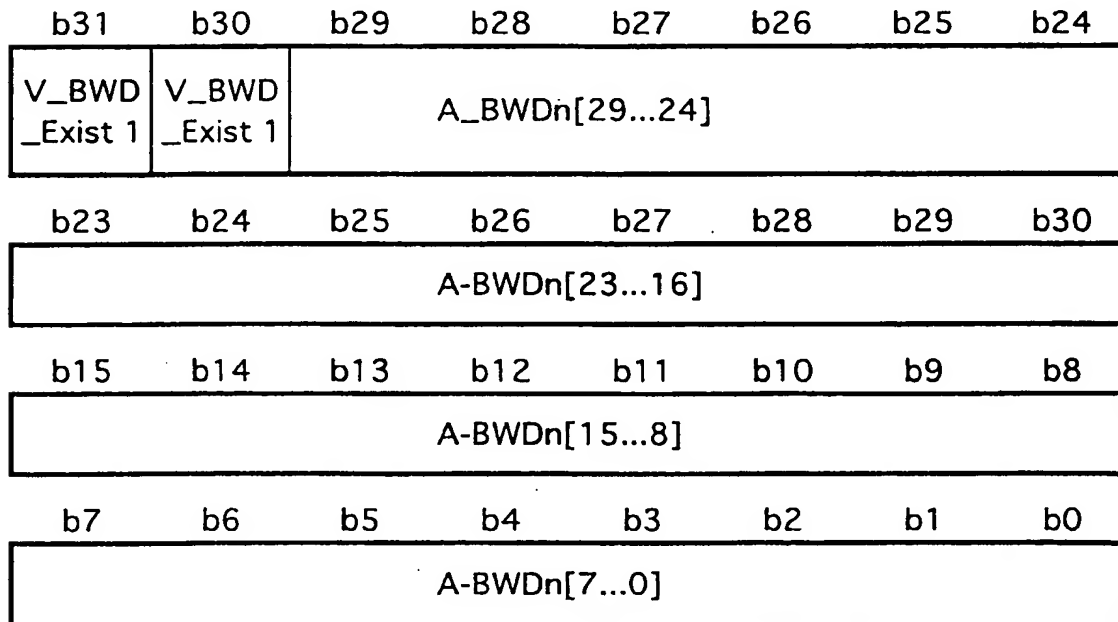 b31 b30 b29 b28 b27 b26 b25 b24
V_BWD V_BWD
_Exist 1 _Exist 1
A_BWDn[29...24]
b23 b24 b25 b26 b27 b28 b29 b30
A-BWDn[23...16]
b15 b14 b13 b12 b11 b10 b9 b8
A-BWDn[15...8]
b7 b6 b5 b4 b3 b2 b1 b0
A-BWDn[7...0]